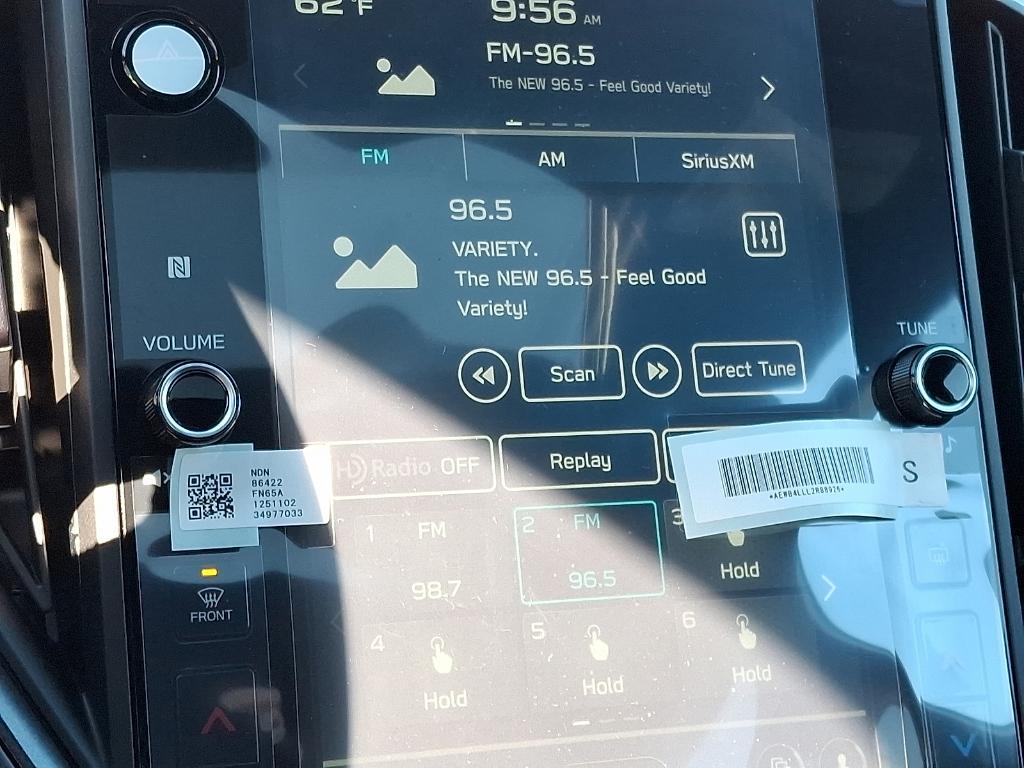 62°F
9:56 AM
FM-96.5
The NEW 96.5 - Feel Good Variety!
FM
AM
SiriusXM
96.5
VARIETY.
The NEW 96.5 - Feel Good
Variety!
VOLUME
TUNE
Scan
Direct Tune
HD Radio OFF
Replay
NDN
86422
FN65A
1251102
34977033
S
1
FM
98.7
2
FM
96.5
3
Hold
FRONT
4
Hold
5
Hold
6
Hold